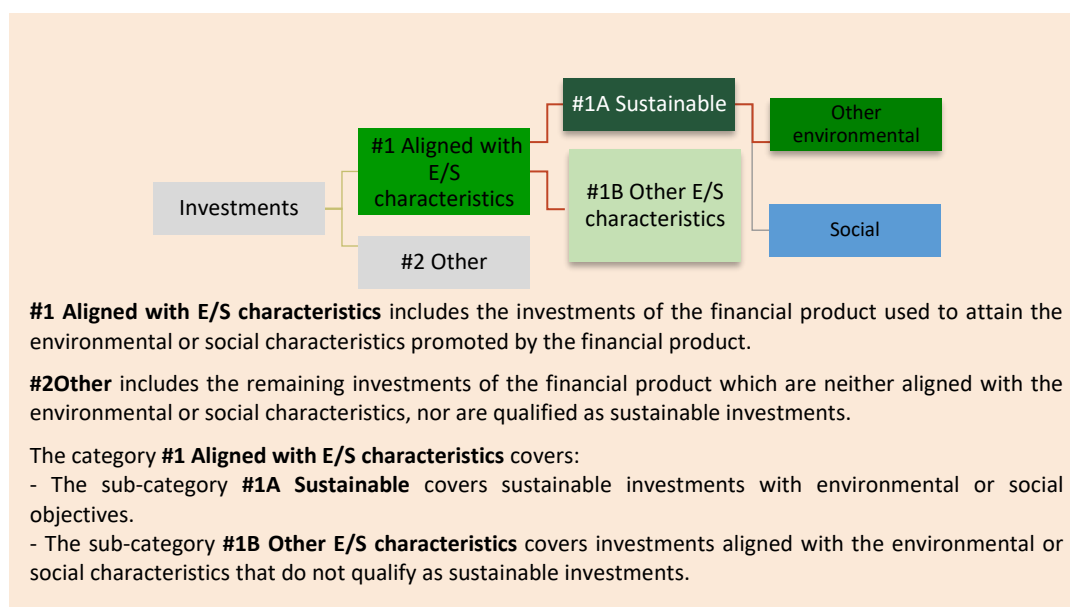 #1A Sustainable
Other
environmental
#1 Aligned with
E/S
characteristics
#1B Other E/S
characteristics
Investments
Social
#2 Other
#1 Aligned with E/S characteristics includes the investments of the financial product used to attain the
environmental or social characteristics promoted by the financial product.
#2Other includes the remaining investments of the financial product which are neither aligned with the
environmental or social characteristics, nor are qualified as sustainable investments.
The category #1 Aligned with E/S characteristics covers:
- The sub-category #1A Sustainable covers sustainable investments with environmental or social
objectives.
- The sub-category #1B Other E/S characteristics covers investments aligned with the environmental or
social characteristics that do not qualify as sustainable investments.